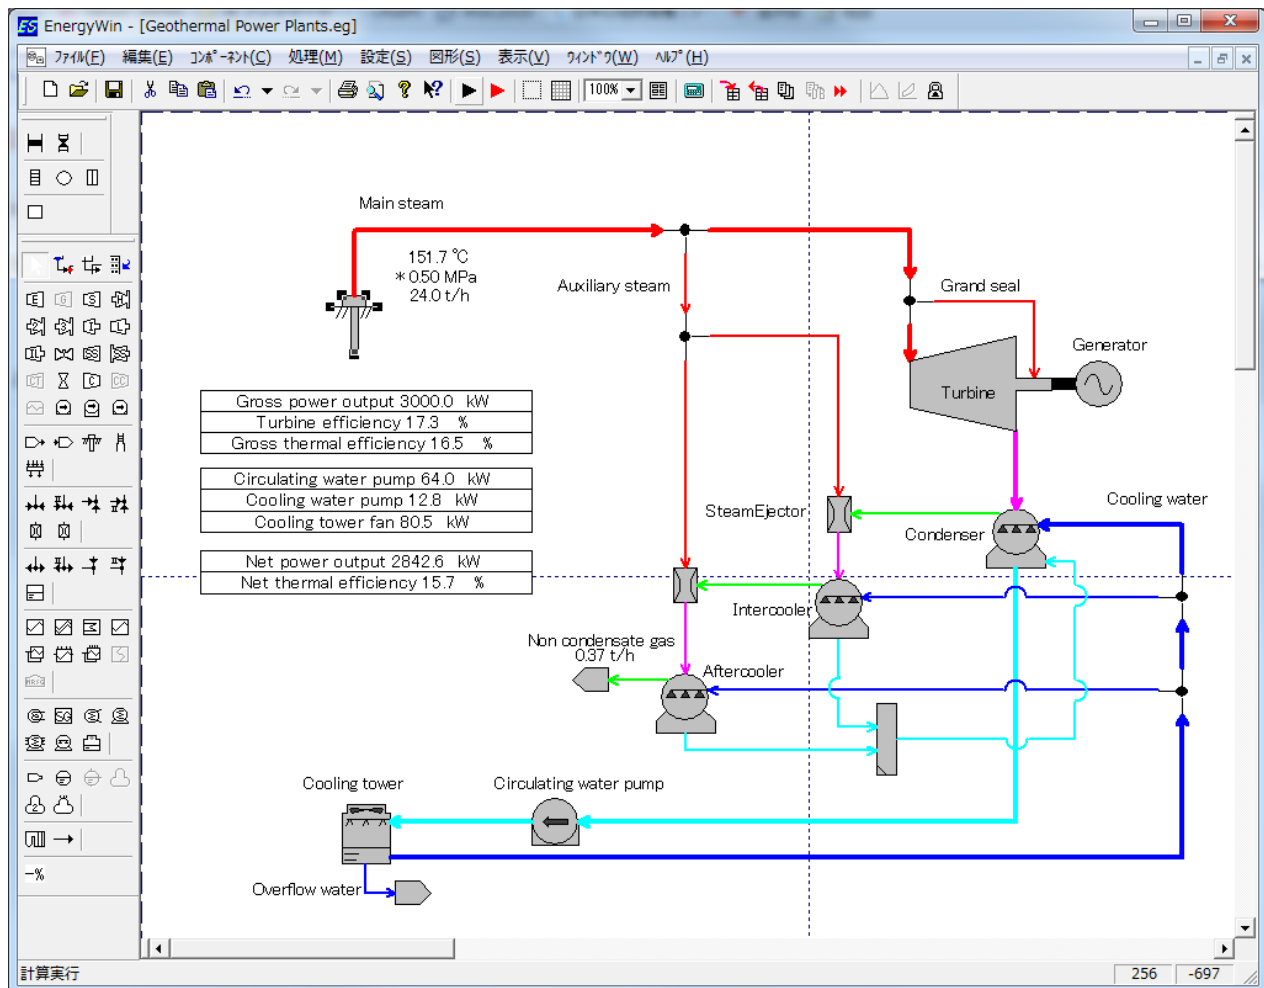 EnergyWin - [Geothermal Power Plants.eg]
ファイル(F) 編集(E) コンポーネント(C) 処理(M) 設定(S) 図形(S) 表示(V) ウィンドウ(W) ヘルプ(H)
100%
Main steam
151.7 ℃
＊0.50 MPa
24.0 t/h
Auxiliary steam
Grand seal
Generator
Turbine
Gross power output 3000.0 kW
Turbine efficiency 17.3 %
Gross thermal efficiency 16.5 %
Circulating water pump 64.0 kW
Cooling water pump 12.8 kW
Cooling tower fan 80.5 kW
Net power output 2842.6 kW
Net thermal efficiency 15.7 %
SteamEjector
Condenser
Cooling water
Intercooler
Non condensate gas
0.37 t/h
Aftercooler
Cooling tower
Circulating water pump
Overflow water
計算実行
256 -697